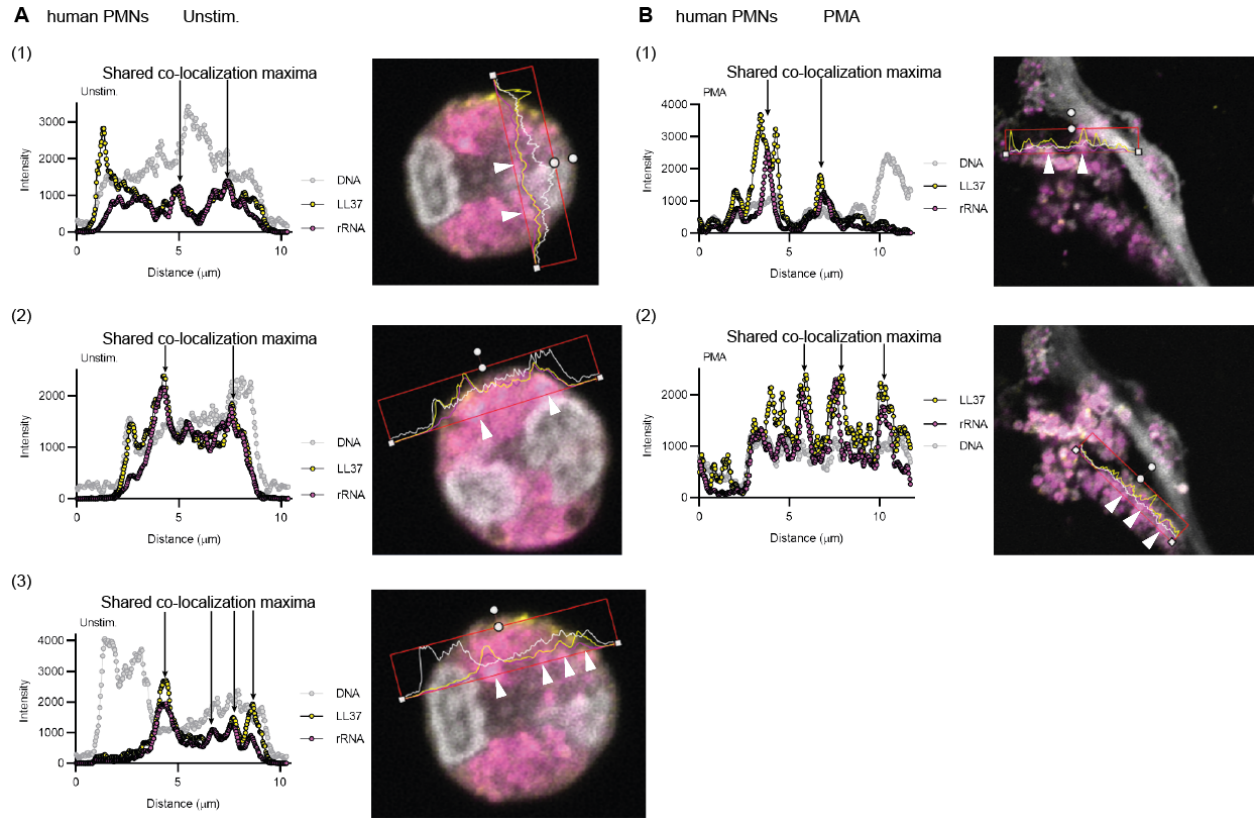 A human PMNs Unstim.
(1)
Shared co-localization maxima
Unstim.
3000
2000
1000
0
Intensity
0 5 10
Distance (μm)
DNA
LL37
rRNA
(2)
Shared co-localization maxima
Unstim.
2000
1000
0
Intensity
0 5 10
Distance (μm)
DNA
LL37
rRNA
(3)
Shared co-localization maxima
Unstim.
4000
3000
2000
1000
0
Intensity
0 5 10
Distance (μm)
DNA
LL37
rRNA
B human PMNs PMA
(1)
Shared co-localization maxima
PMA
4000
3000
2000
1000
0
Intensity
0 5 10
Distance (μm)
DNA
LL37
rRNA
(2)
Shared co-localization maxima
PMA
2000
1000
0
Intensity
0 5 10
Distance (μm)
LL37
rRNA
DNA